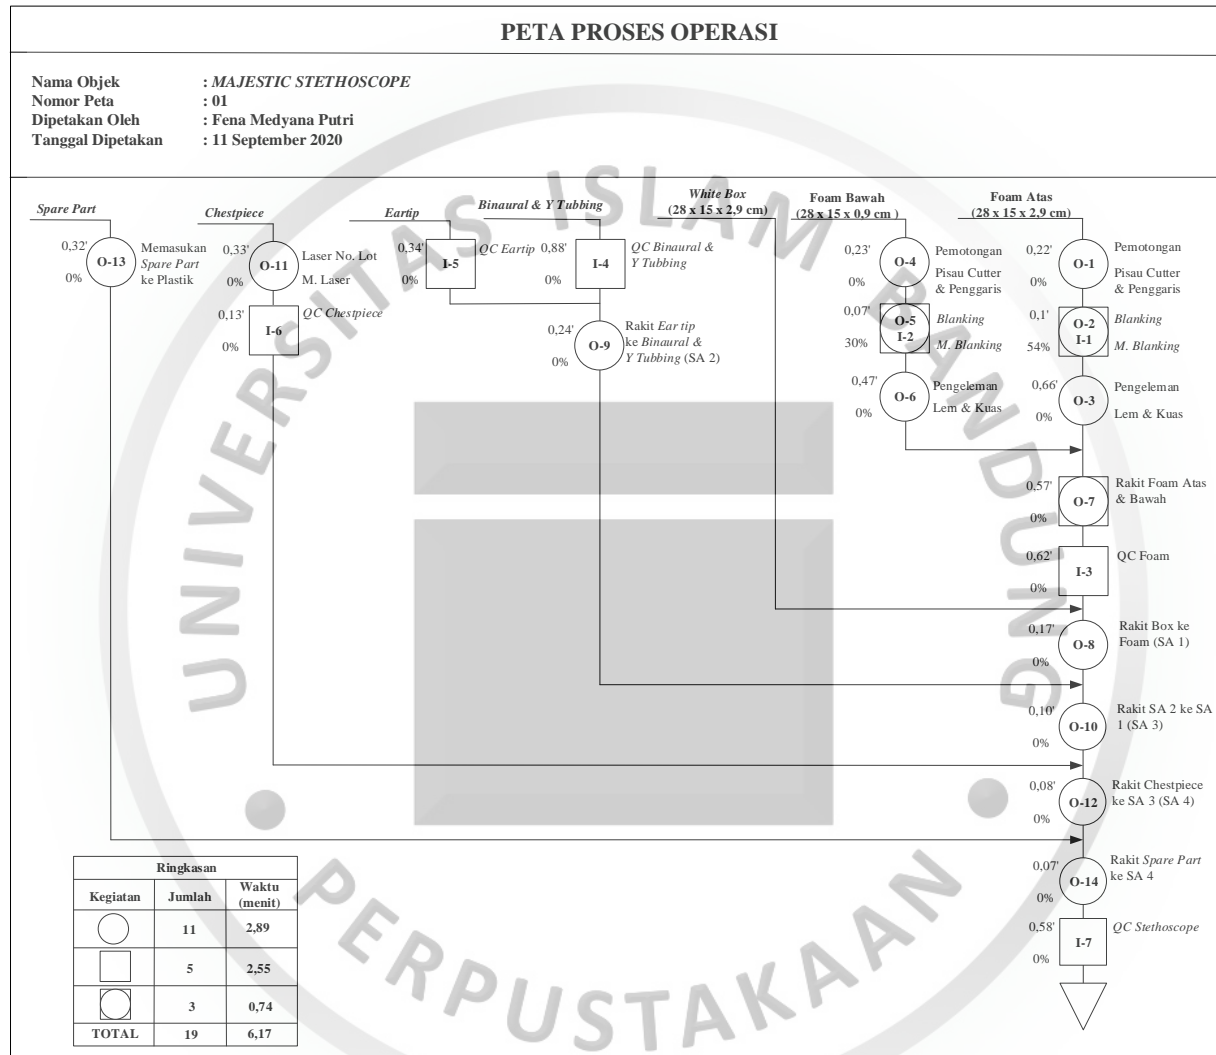 PETA PROSES OPERASI
Nama Objek : MAJESTIC STETHOSCOPE
Nomor Peta : 01
Dipetakan Oleh : Fena Medyana Putri
Tanggal Dipetakan : 11 September 2020
UNIVERSITAS ISLAM BANDUNG
PERPUSTAKAAN
Spare Part
0,32'
0%
O-13
Memasukan
Spare Part
ke Plastik
Chestpiece
0,33'
0%
O-11
Laser No. Lot
M. Laser
0,13'
0%
I-6
QC Chestpiece
Eartip
0,34'
0%
I-5
QC Eartip
Binaural & Y Tubbing
0,88'
0%
I-4
QC Binaural &
Y Tubbing
0,24'
0%
O-9
Rakit Ear tip
ke Binaural &
Y Tubbing (SA 2)
White Box
(28 x 15 x 2,9 cm)
Foam Bawah
(28 x 15 x 0,9 cm )
0,23'
0%
O-4
Pemotongan
Pisau Cutter
& Penggaris
0,07'
30%
O-5
I-2
Blanking
M. Blanking
0,47'
0%
O-6
Pengeleman
Lem & Kuas
Foam Atas
(28 x 15 x 2,9 cm)
0,22'
0%
O-1
Pemotongan
Pisau Cutter
& Penggaris
0,1'
54%
O-2
I-1
Blanking
M. Blanking
0,66'
0%
O-3
Pengeleman
Lem & Kuas
0,57'
0%
O-7
Rakit Foam Atas
& Bawah
0,62'
0%
I-3
QC Foam
0,17'
0%
O-8
Rakit Box ke
Foam (SA 1)
0,10'
0%
O-10
Rakit SA 2 ke SA
1 (SA 3)
0,08'
0%
O-12
Rakit Chestpiece
ke SA 3 (SA 4)
0,07'
0%
O-14
Rakit Spare Part
ke SA 4
0,58'
0%
I-7
QC Stethoscope
Ringkasan
Kegiatan Jumlah Waktu
(menit)
11 2,89
5 2,55
3 0,74
TOTAL 19 6,17